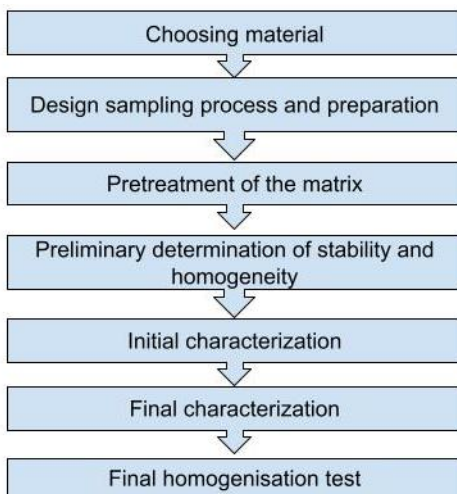 Choosing material
Design sampling process and preparation
Pretreatment of the matrix
Preliminary determination of stability and
homogeneity
Initial characterization
Final characterization
Final homogenisation test